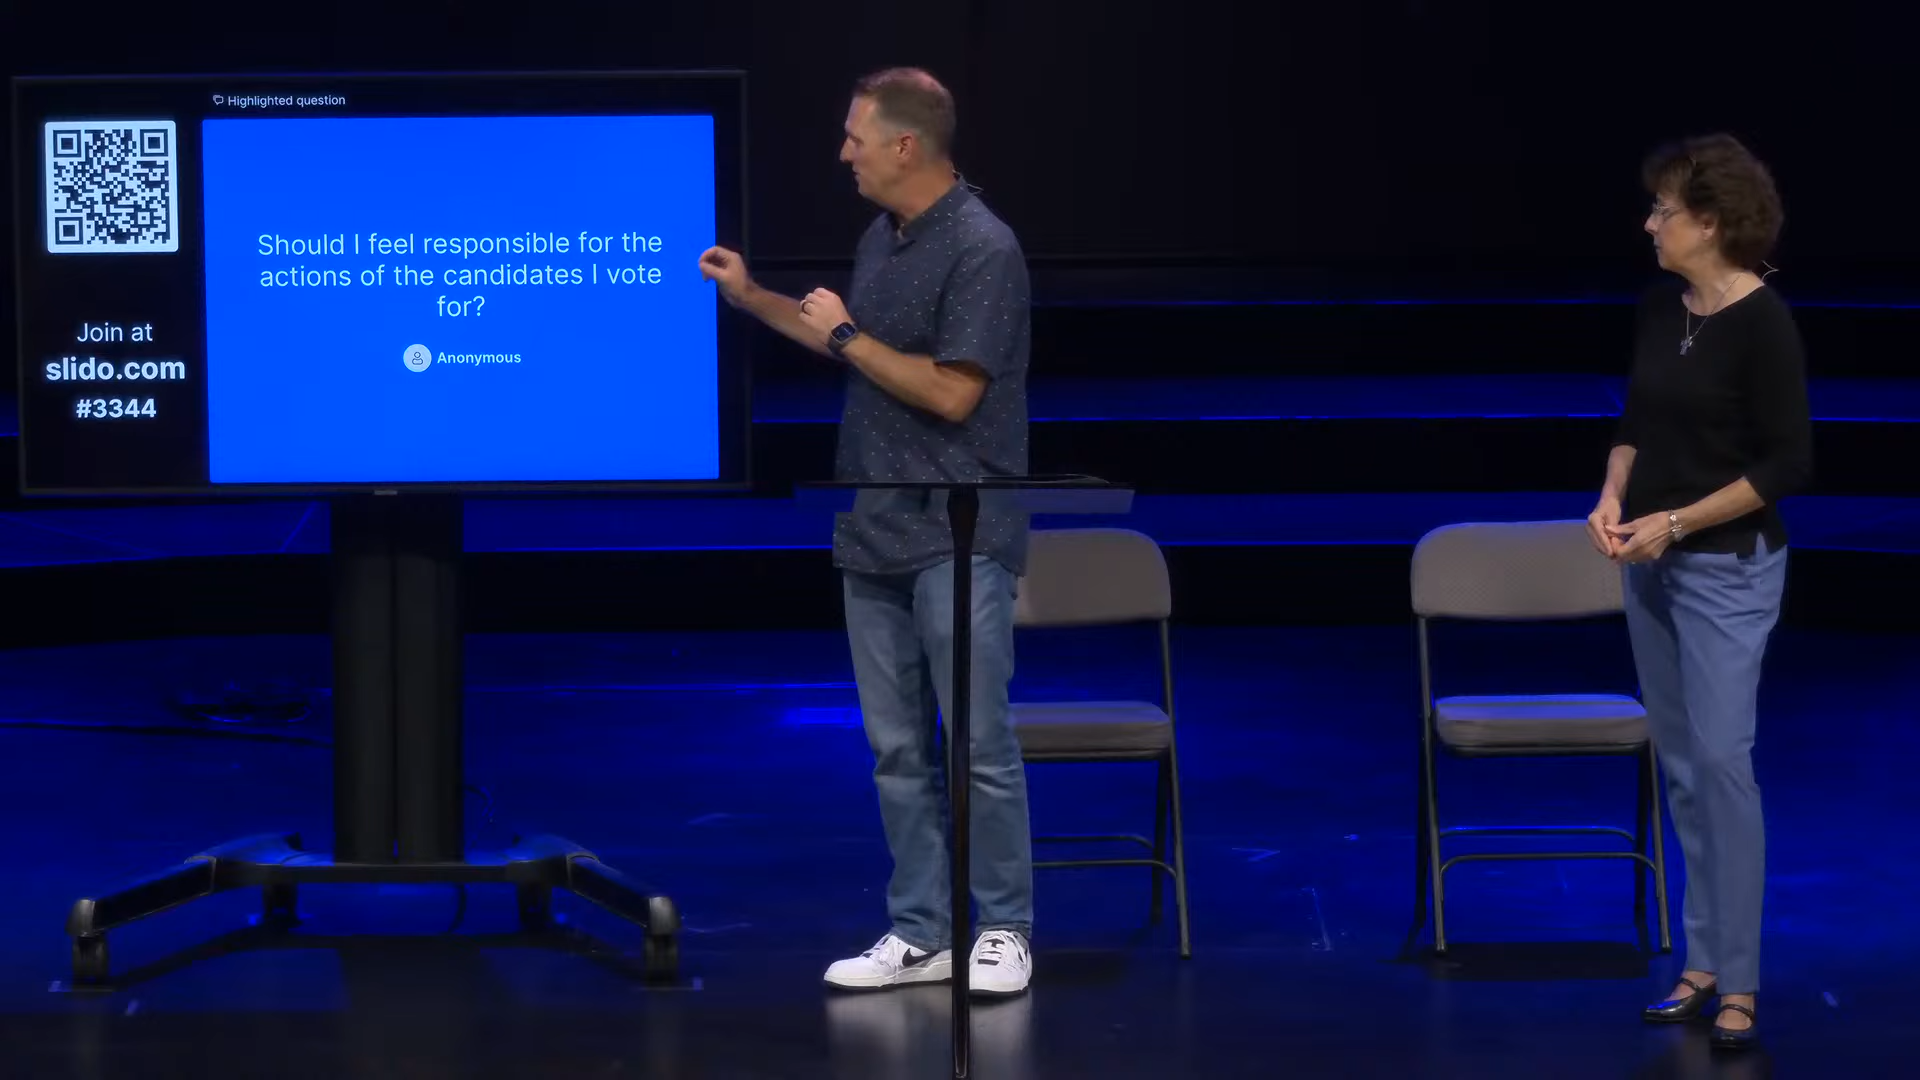 Highlighted question
Should I feel responsible for the
actions of the candidates I vote
for?
Anonymous
Join at
slido.com
#3344